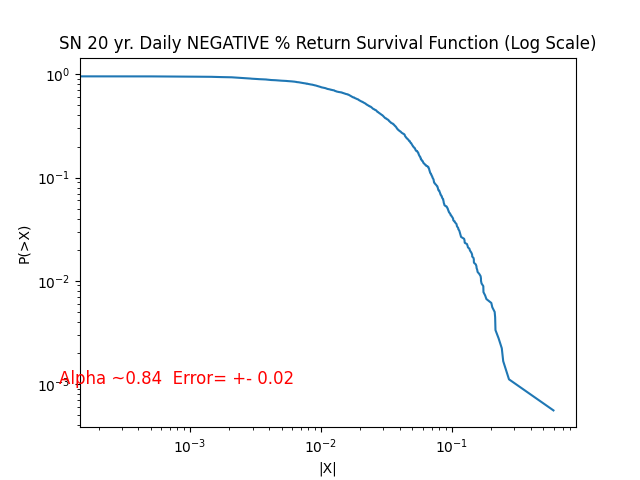 SN 20 yr. Daily NEGATIVE % Return Survival Function (Log Scale)
10⁰
10⁻¹
10⁻²
10⁻³
P(>X)
Alpha ~0.84  Error= +- 0.02
10⁻³
10⁻²
10⁻¹
|X|